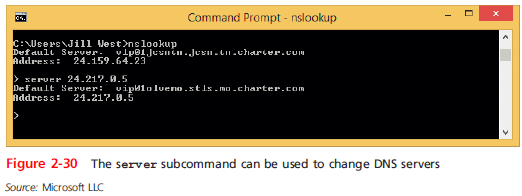 Command Prompt - nslookup
C:\Users\Jill West>nslookup
Default Server: vip01jcsntn.jcsn.tn.charter.com
Address: 24.159.64.23
> server 24.217.0.5
Default Server: vip01olvemo.stls.mo.charter.com
Address: 24.217.0.5
>
Figure 2-30 The server subcommand can be used to change DNS servers
Source: Microsoft LLC